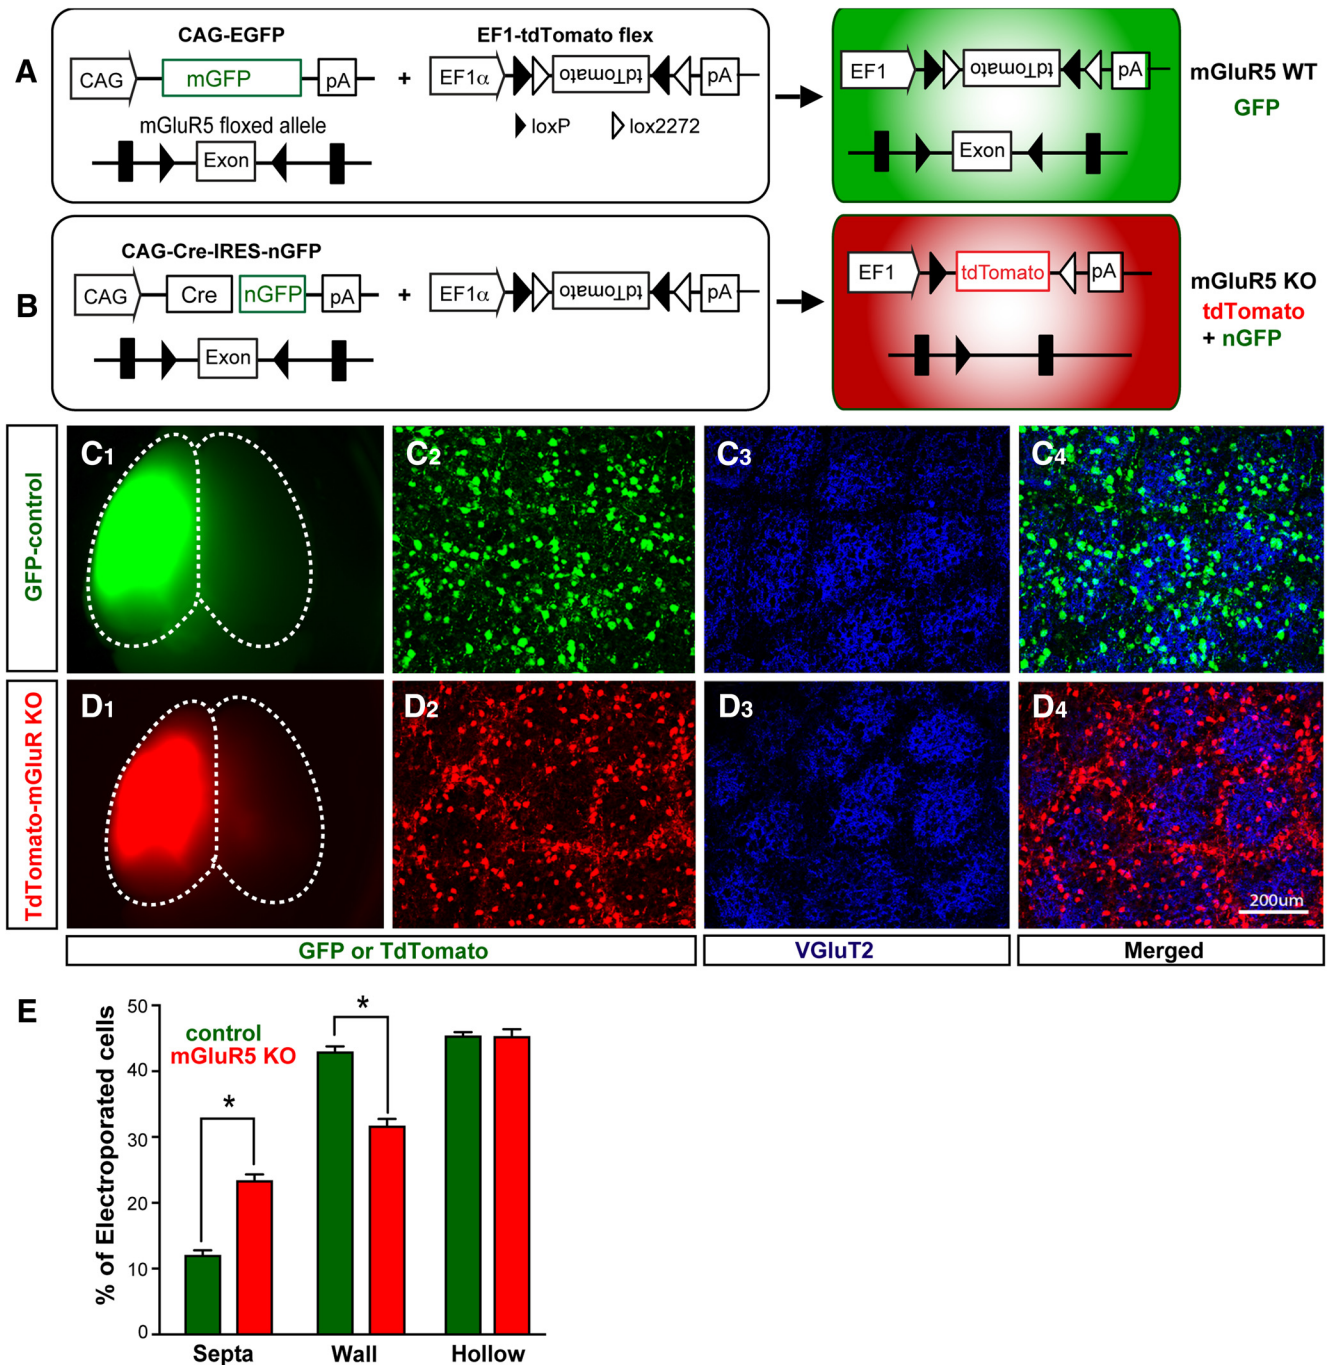 A
CAG-EGFP
CAG
mGFP
pA
mGluR5 floxed allele
Exon
+
EF1-tdTomato flex
EF1α
tdTomato
pA
loxP
lox2272
EF1
tdTomato
pA
Exon
mGluR5 WT
GFP
B
CAG-Cre-IRES-nGFP
CAG
Cre
nGFP
pA
Exon
+
EF1α
tdTomato
pA
EF1
tdTomato
pA
mGluR5 KO
tdTomato
+ nGFP
GFP-control
C1
C2
C3
C4
TdTomato-mGluR KO
D1
D2
D3
D4
200um
GFP or TdTomato
VGluT2
Merged
E
% of Electroporated cells
50
40
30
20
10
0
control
mGluR5 KO
*
*
Septa
Wall
Hollow